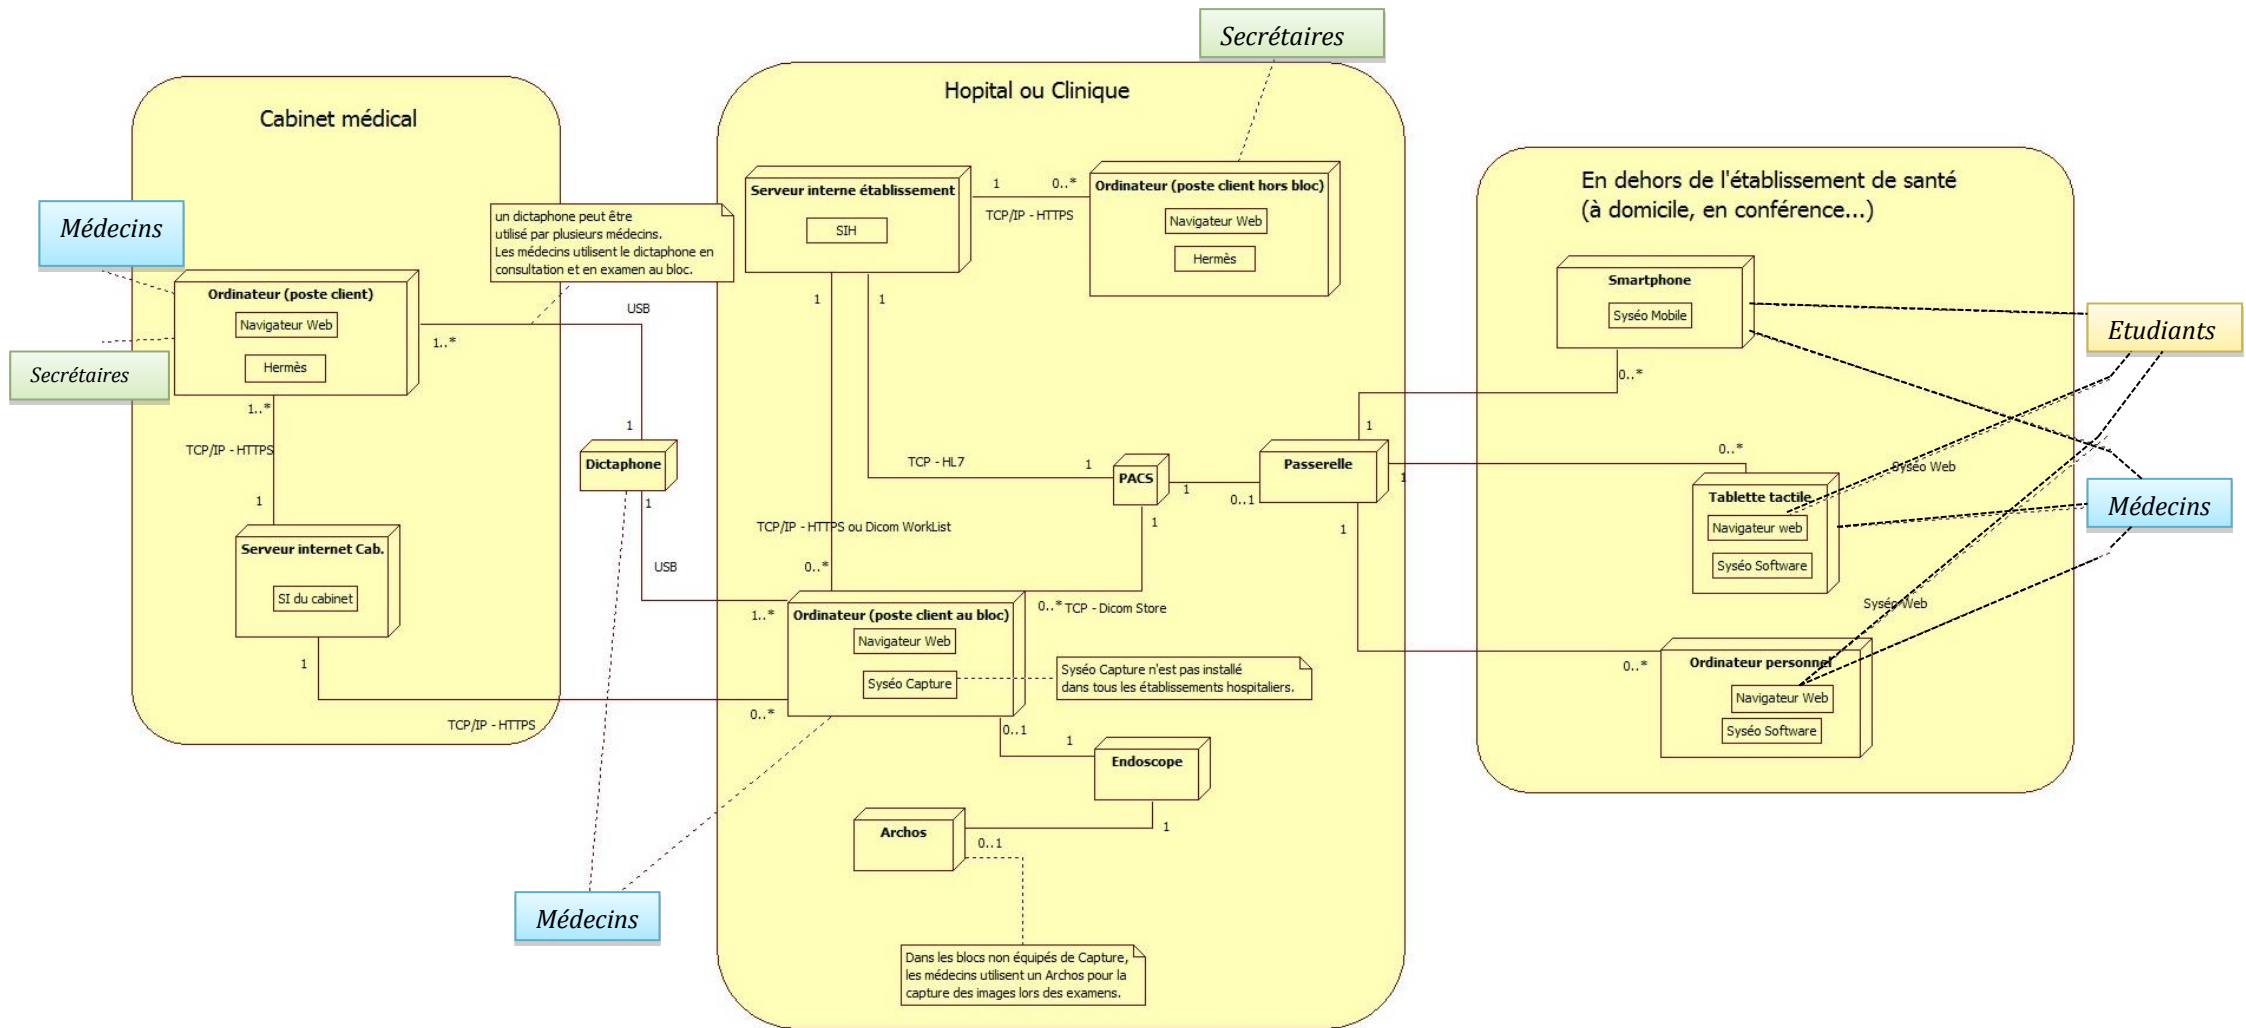 Secrétaires
Hopital ou Clinique
Cabinet médical
Serveur interne établissement
SIH
1
0..*
TCP/IP - HTTPS
Ordinateur (poste client hors bloc)
Navigateur Web
Hermès
En dehors de l'établissement de santé
(à domicile, en conférence...)
Médecins
un dictaphone peut être
utilisé par plusieurs médecins.
Les médecins utilisent le dictaphone en
consultation et en examen au bloc.
Ordinateur (poste client)
Navigateur Web
Hermès
Secrétaires
USB
1..*
1
1
Smartphone
Syséo Mobile
0..*
Etudiants
1..*
TCP/IP - HTTPS
1
1
Dictaphone
1
TCP - HL7
1
PACS
1
0..1
1
Passerelle
1
1
1
0..*
Syséo Web
Tablette tactile
Navigateur web
Syséo Software
Médecins
Serveur internet Cab.
SI du cabinet
1
TCP/IP - HTTPS ou Dicom WorkList
0..*
USB
1..*
0..*
TCP - Dicom Store
Ordinateur (poste client au bloc)
Navigateur Web
Syséo Capture
Syséo Capture n'est pas installé
dans tous les établissements hospitaliers.
Syséo Web
0..*
Ordinateur personnel
Navigateur Web
Syséo Software
TCP/IP - HTTPS
0..*
0..1
1
Endoscope
1
Archos
0..1
Médecins
Dans les blocs non équipés de Capture,
les médecins utilisent un Archos pour la
capture des images lors des examens.